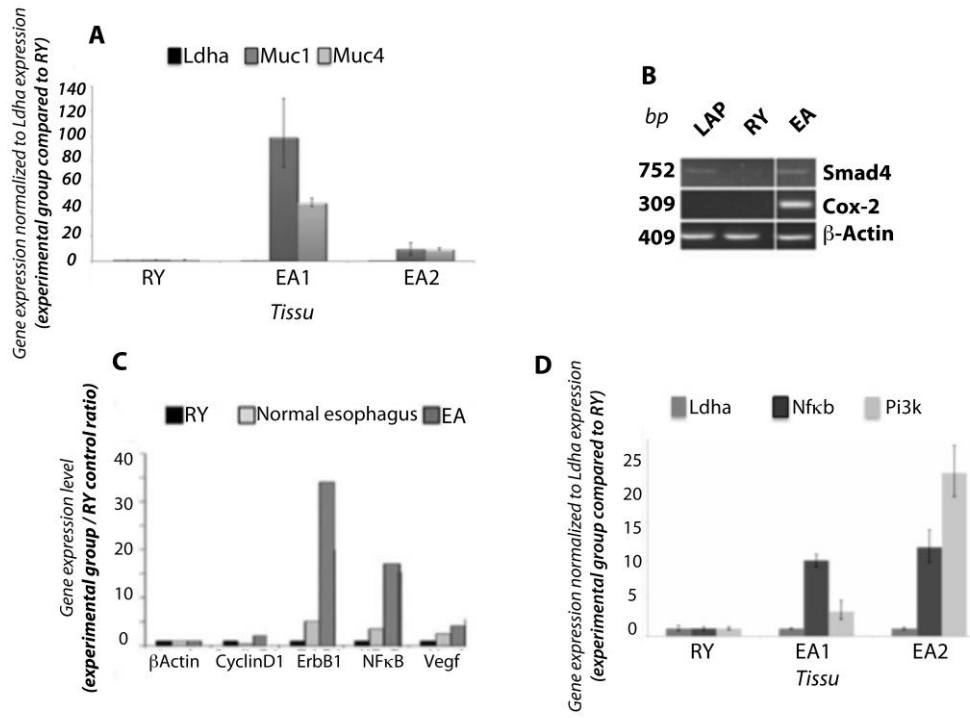 A
Gene expression normalized to Ldha expression
(experimental group compared to RY)
Ldha Muc1 Muc4
140
120
100
80
60
40
20
0
RY EA1 EA2
Tissu
B
bp LAP RY EA
752 Smad4
309 Cox-2
409 β-Actin
C
Gene expression level
(experimental group / RY control ratio)
RY Normal esophagus EA
40
30
20
10
0
βActin CyclinD1 ErbB1 NFκB Vegf
D
Gene expression normalized to Ldha expression
(experimental group compared to RY)
Ldha Nfκb Pi3k
25
20
15
10
5
0
RY EA1 EA2
Tissu